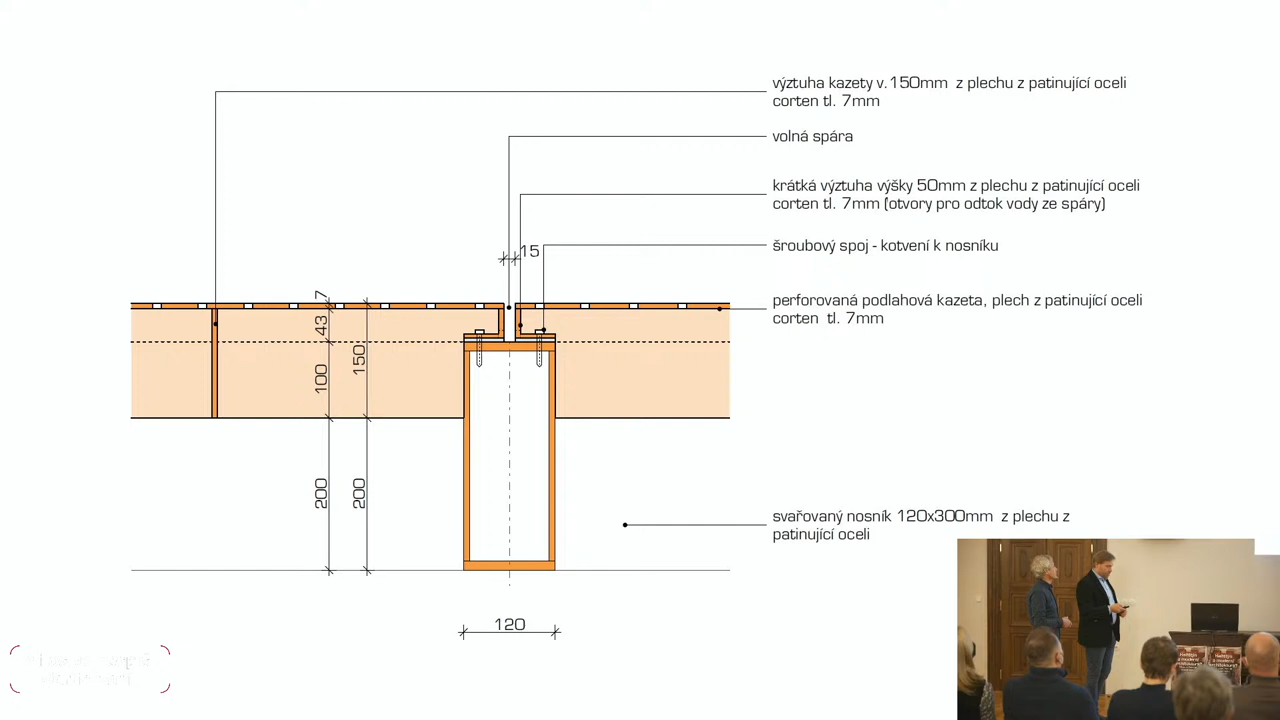 výztuha kazety v.150mm z plechu z patinující oceli
corten tl. 7mm
volná spára
krátká výztuha výšky 50mm z plechu z patinující oceli
corten tl. 7mm (otvory pro odtok vody ze spáry)
15
šroubový spoj - kotvení k nosníku
7
43
100
150
perforovaná podlahová kazeta, plech z patinující oceli
corten tl. 7mm
200
200
svařovaný nosník 120x300mm z plechu z
patinující oceli
120